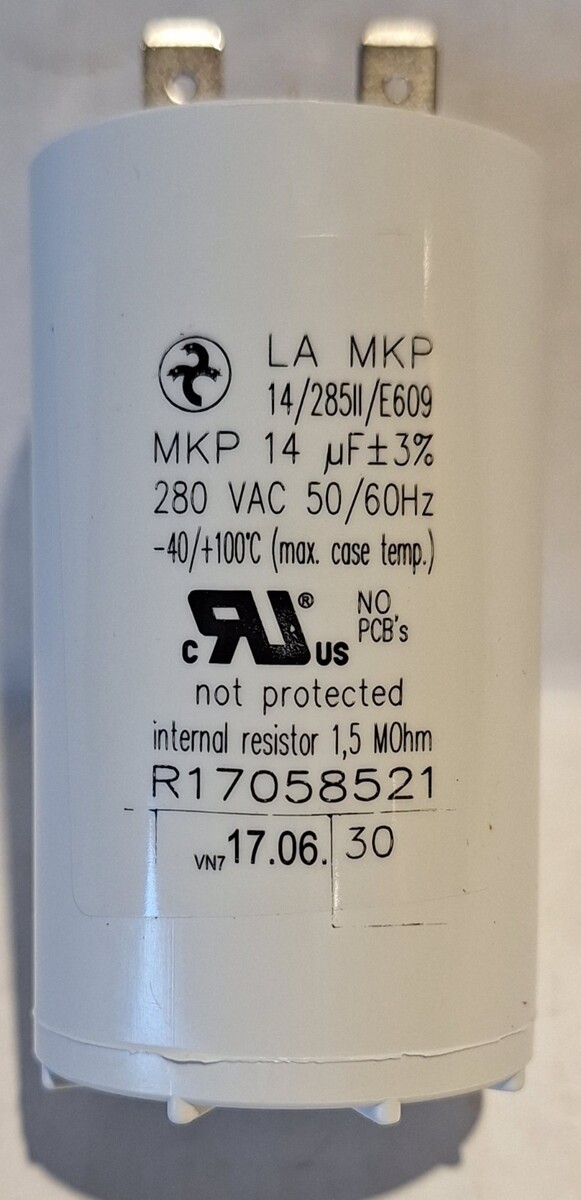 LA MKP
14/285II/E609
MKP 14 µF±3%
280 VAC 50/60Hz
-40/+100°C (max. case temp.)
c RU® US NO PCB's
not protected
internal resistor 1,5 MOhm
R17058521
VN7 17.06. 30